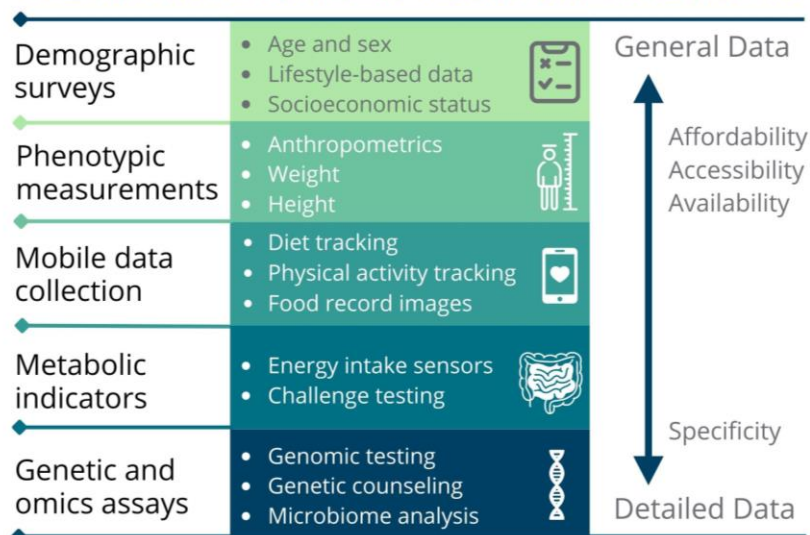 Demographic
surveys
• Age and sex
• Lifestyle-based data
• Socioeconomic status
Phenotypic
measurements
• Anthropometrics
• Weight
• Height
Mobile data
collection
• Diet tracking
• Physical activity tracking
• Food record images
Metabolic
indicators
• Energy intake sensors
• Challenge testing
Genetic and
omics assays
• Genomic testing
• Genetic counseling
• Microbiome analysis
General Data
Affordability
Accessibility
Availability
Specificity
Detailed Data